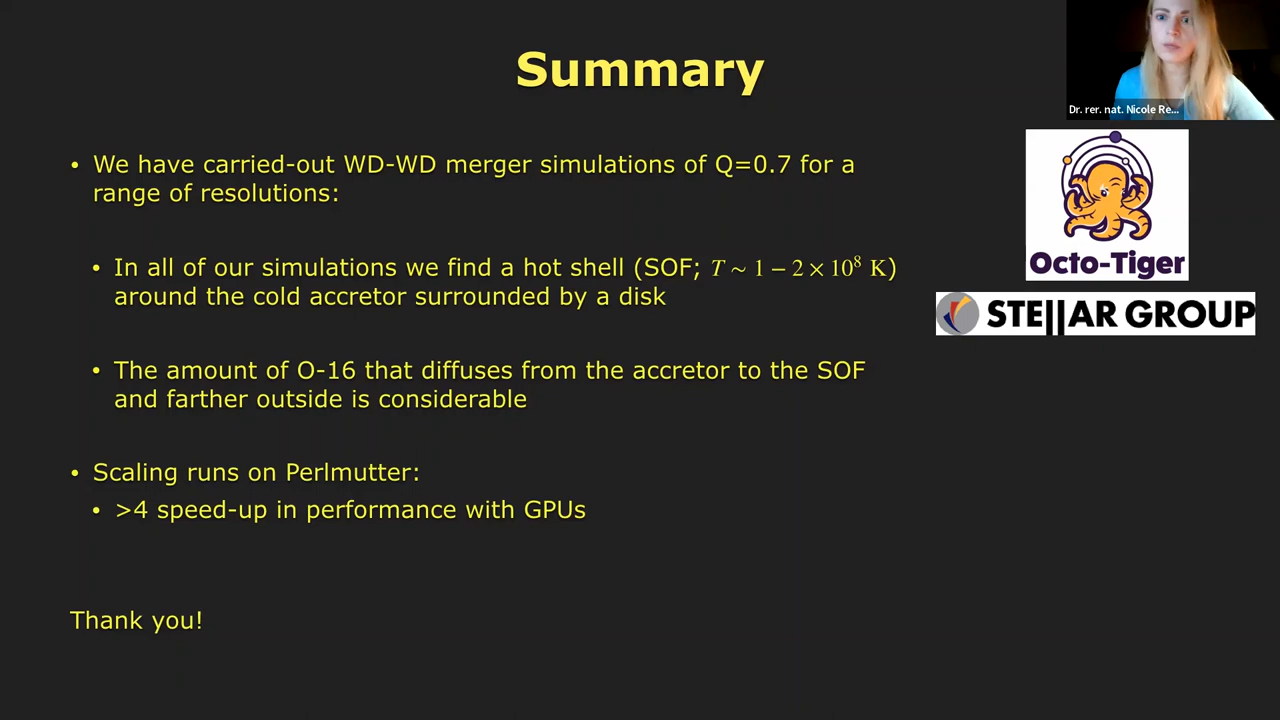 Summary
Dr. rer. nat. Nicole Re...
• We have carried-out WD-WD merger simulations of Q=0.7 for a
range of resolutions:
• In all of our simulations we find a hot shell (SOF; T ~ 1 − 2 × 10⁸ K)
around the cold accretor surrounded by a disk
• The amount of O-16 that diffuses from the accretor to the SOF
and farther outside is considerable
• Scaling runs on Perlmutter:
• >4 speed-up in performance with GPUs
Thank you!
Octo-Tiger
STE||AR GROUP